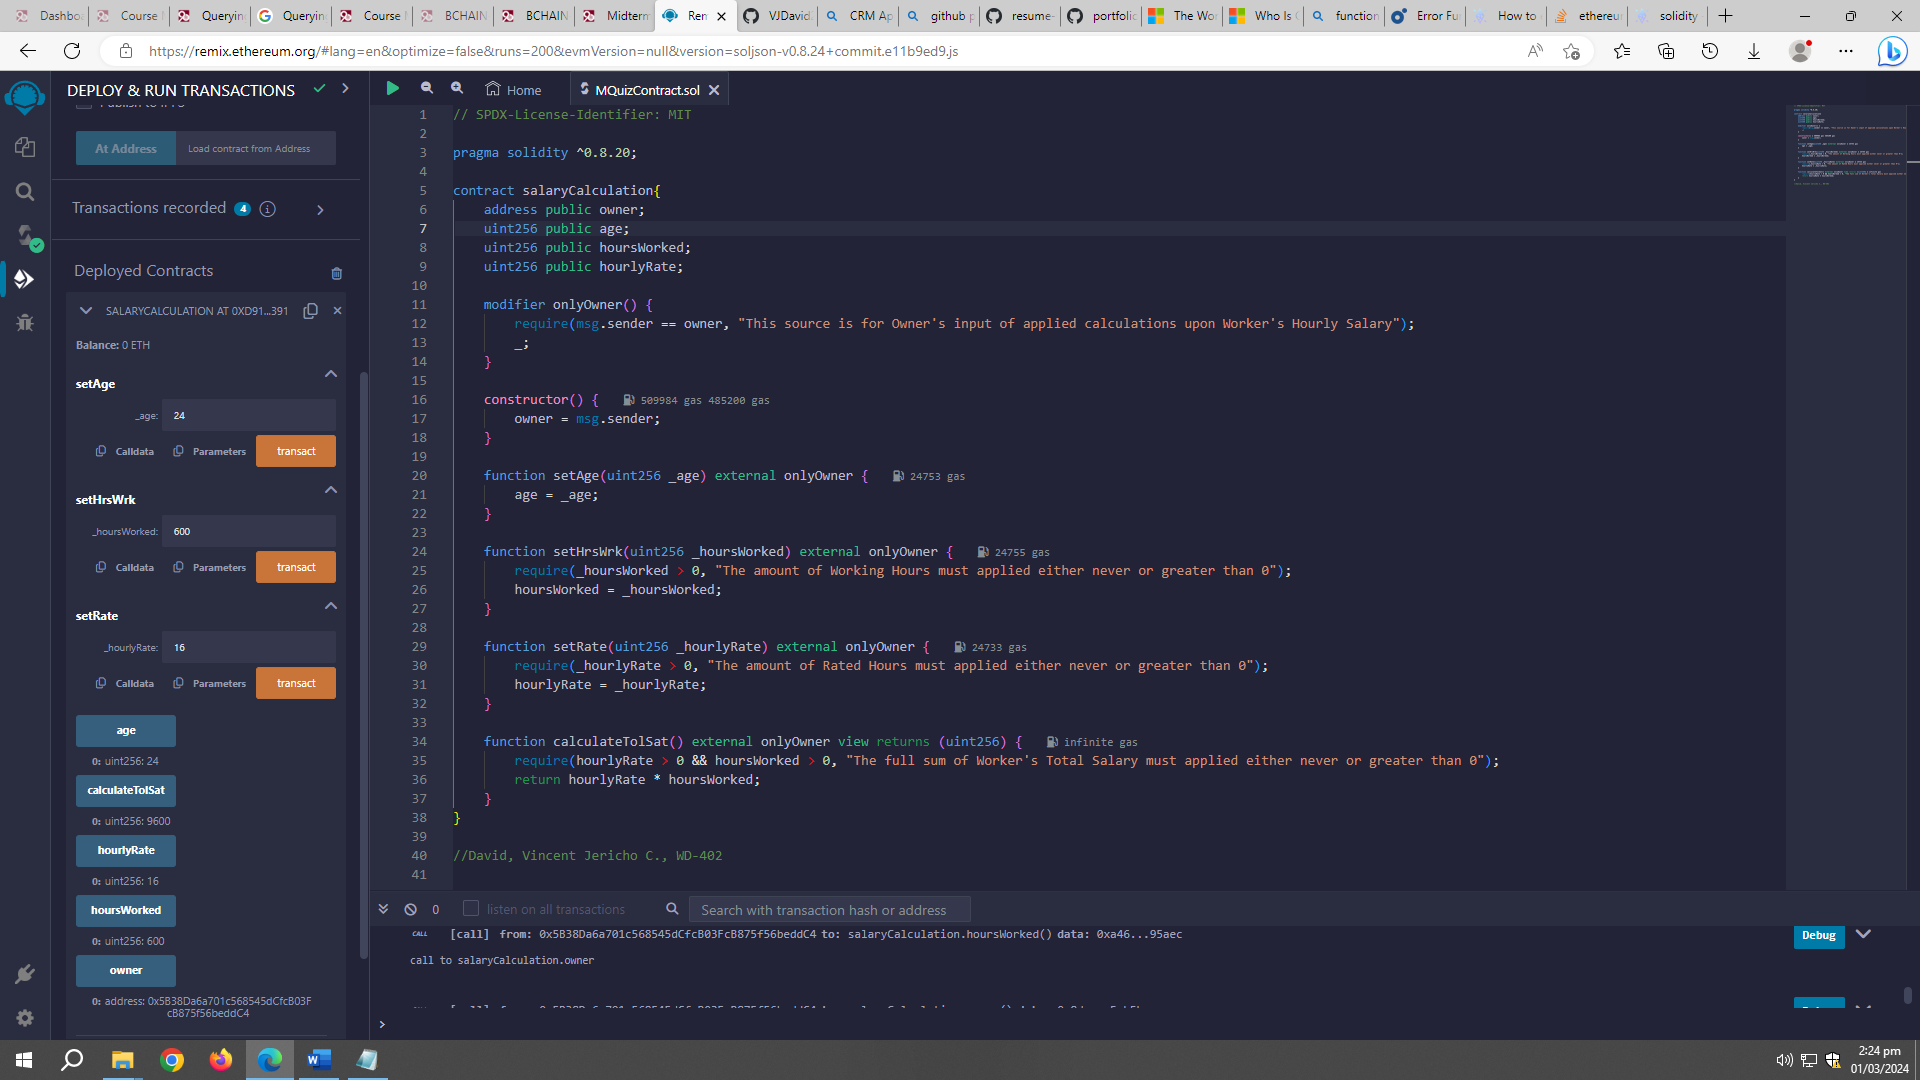 Dashbo
Course M
Querying
Querying
Course M
BCHAIN
BCHAIN
Midterm
Rem
VJDavid
CRM Ap
github p
resume-
portfolio
The Wor
Who Is O
function
Error Fu
How to
ethereum
solidity
https://remix.ethereum.org/#lang=en&optimize=false&runs=200&evmVersion=null&version=soljson-v0.8.24+commit.e11b9ed9.js
DEPLOY & RUN TRANSACTIONS
At Address
Load contract from Address
Transactions recorded 4
Deployed Contracts
SALARYCALCULATION AT 0XD91...391
Balance: 0 ETH
setAge
_age: 24
Calldata Parameters transact
setHrsWrk
_hoursWorked: 600
Calldata Parameters transact
setRate
_hourlyRate: 16
Calldata Parameters transact
age
0: uint256: 24
calculateTolSat
0: uint256: 9600
hourlyRate
0: uint256: 16
hoursWorked
0: uint256: 600
owner
0: address: 0x5B38Da6a701c568545dCfcB03F
cB875f56beddC4
Home MQuizContract.sol
1 // SPDX-License-Identifier: MIT
2
3 pragma solidity ^0.8.20;
4
5 contract salaryCalculation{
6 address public owner;
7 uint256 public age;
8 uint256 public hoursWorked;
9 uint256 public hourlyRate;
10
11 modifier onlyOwner() {
12 require(msg.sender == owner, "This source is for Owner's input of applied calculations upon Worker's Hourly Salary");
13 _;
14 }
15
16 constructor() { 509984 gas 485200 gas
17 owner = msg.sender;
18 }
19
20 function setAge(uint256 _age) external onlyOwner { 24753 gas
21 age = _age;
22 }
23
24 function setHrsWrk(uint256 _hoursWorked) external onlyOwner { 24755 gas
25 require(_hoursWorked > 0, "The amount of Working Hours must applied either never or greater than 0");
26 hoursWorked = _hoursWorked;
27 }
28
29 function setRate(uint256 _hourlyRate) external onlyOwner { 24733 gas
30 require(_hourlyRate > 0, "The amount of Rated Hours must applied either never or greater than 0");
31 hourlyRate = _hourlyRate;
32 }
33
34 function calculateTolSat() external onlyOwner view returns (uint256) { infinite gas
35 require(hourlyRate > 0 && hoursWorked > 0, "The full sum of Worker's Total Salary must applied either never or greater than 0");
36 return hourlyRate * hoursWorked;
37 }
38 }
39
40 //David, Vincent Jericho C., WD-402
41
0 listen on all transactions Search with transaction hash or address
CALL [call] from: 0x5B38Da6a701c568545dCfcB03FcB875f56beddC4 to: salaryCalculation.hoursWorked() data: 0xa46...95aec Debug
call to salaryCalculation.owner
>
2:24 pm
01/03/2024